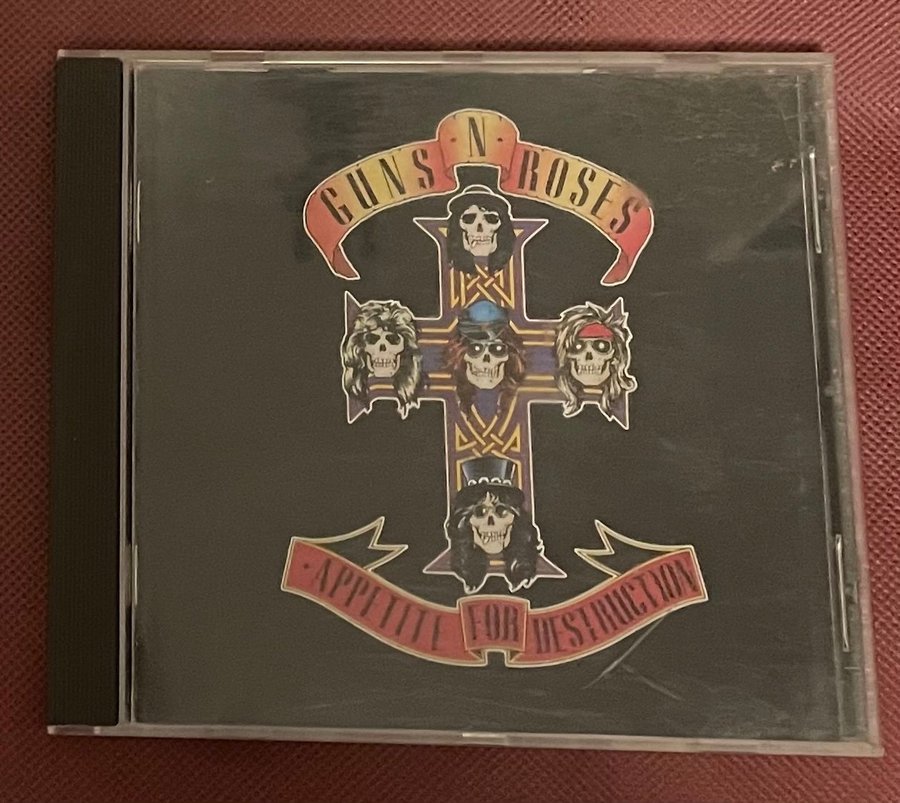 GUNS N' ROSES
APPETITE FOR DESTRUCTION